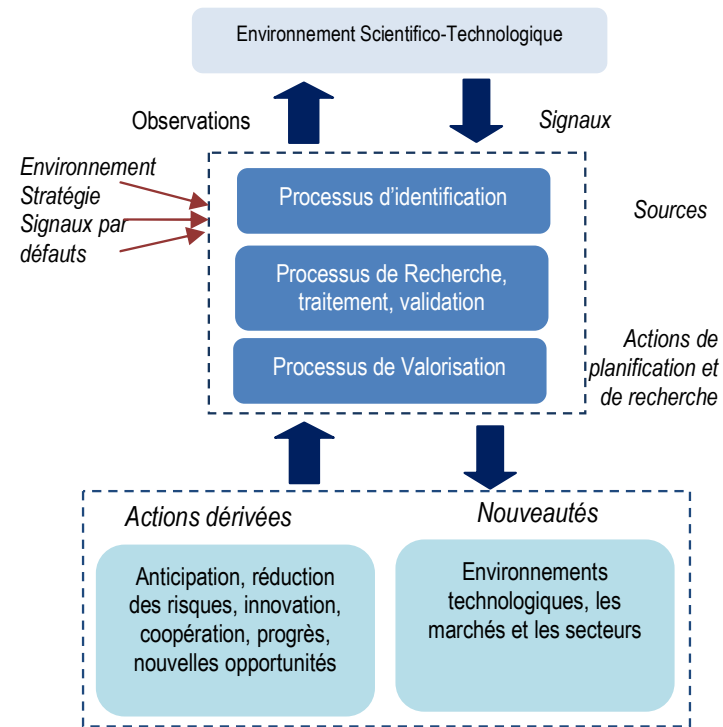 Environnement Scientifico-Technologique
Observations
Signaux
Environnement
Stratégie
Signaux par
défauts
Processus d'identification
Sources
Processus de Recherche,
traitement, validation
Processus de Valorisation
Actions de
planification et
de recherche
Actions dérivées
Nouveautés
Anticipation, réduction
des risques, innovation,
coopération, progrès,
nouvelles opportunités
Environnements
technologiques, les
marchés et les secteurs